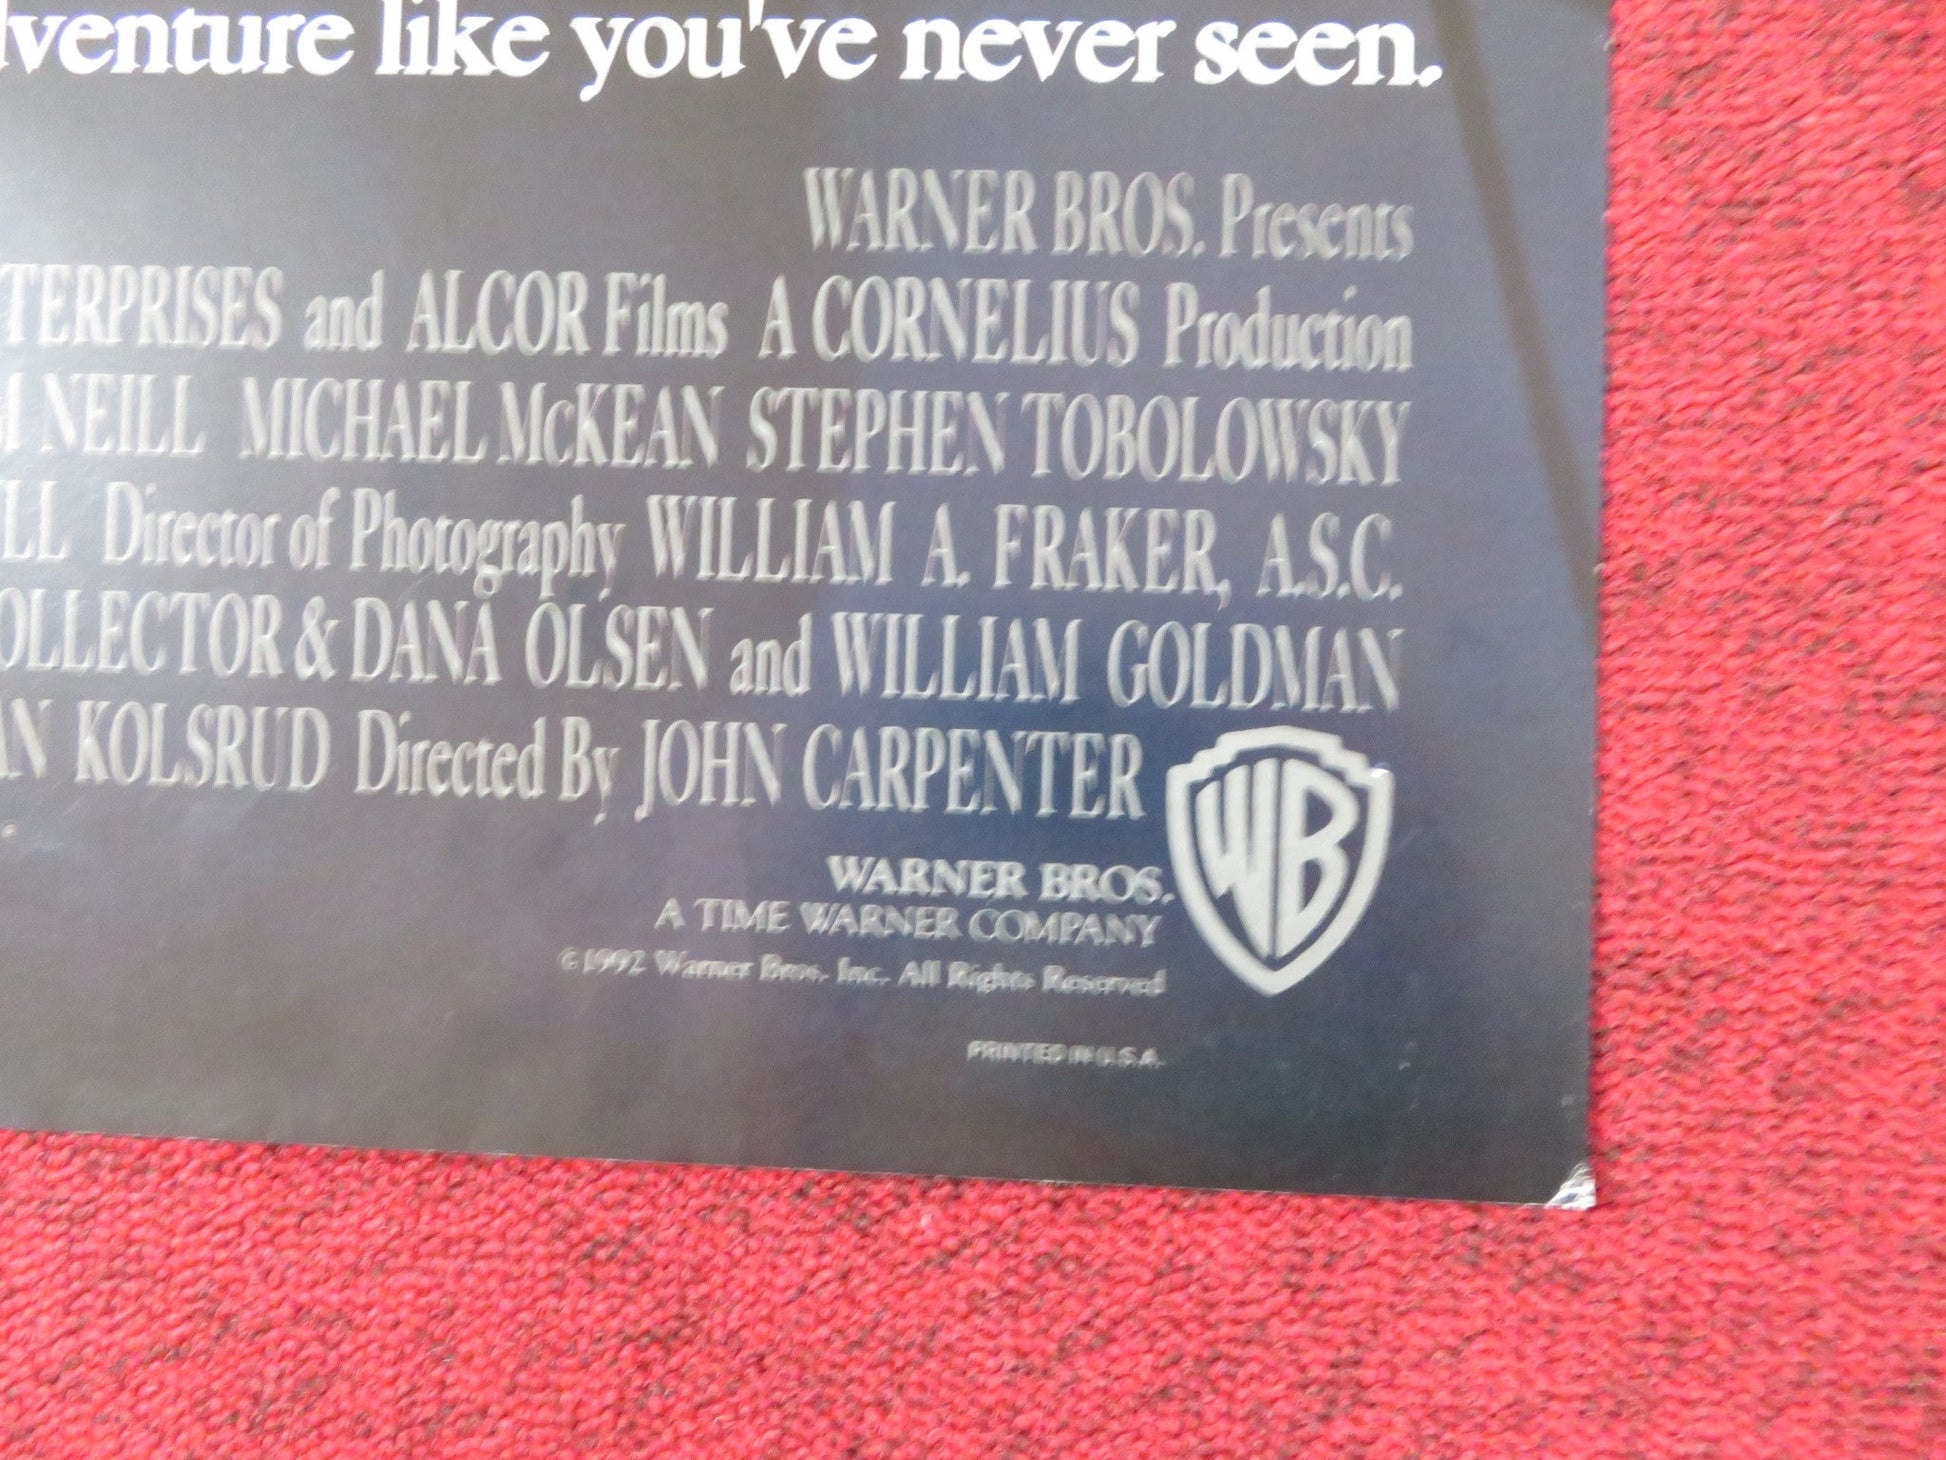 venture like you've never seen.
WARNER BROS. Presents
TERPRISES and ALCOR Films A CORNELIUS Production
NEILL MICHAEL McKEAN STEPHEN TOBOLOWSKY
LL Director of Photography WILLIAM A. FRAKER, A.S.C.
OLLECTOR & DANA OLSEN and WILLIAM GOLDMAN
AN KOLSRUD Directed By JOHN CARPENTER
WB
WARNER BROS.
A TIME WARNER COMPANY
©1992 Warner Bros. Inc. All Rights Reserved
PRINTED IN U.S.A.